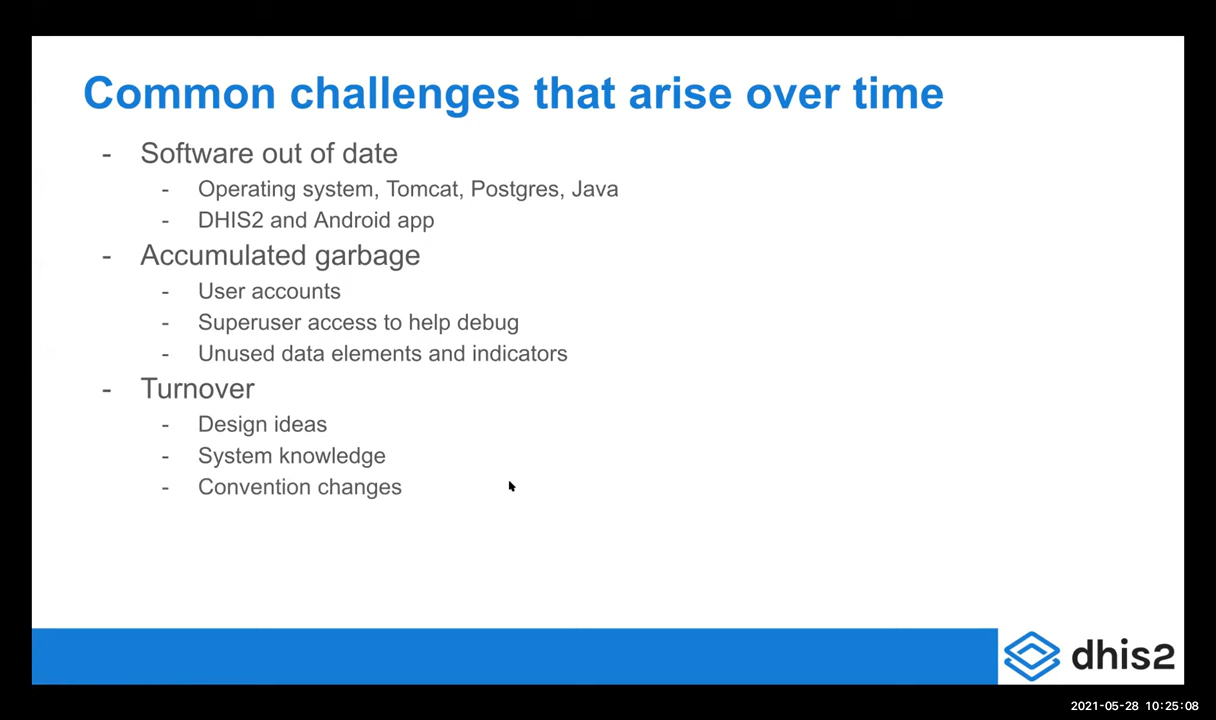 Common challenges that arise over time
- Software out of date
- Operating system, Tomcat, Postgres, Java
- DHIS2 and Android app
- Accumulated garbage
- User accounts
- Superuser access to help debug
- Unused data elements and indicators
- Turnover
- Design ideas
- System knowledge
- Convention changes
dhis2
2021-05-28 10:25:08